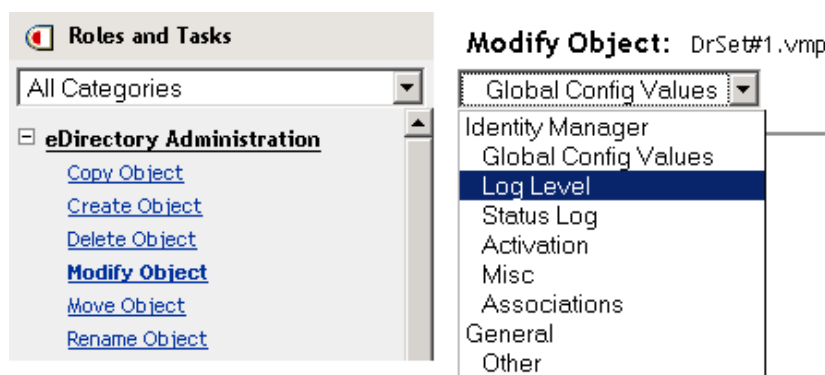 Roles and Tasks
All Categories
eDirectory Administration
Copy Object
Create Object
Delete Object
Modify Object
Move Object
Rename Object
Modify Object: DrSet#1.vmp
Global Config Values
Identity Manager
Global Config Values
Log Level
Status Log
Activation
Misc
Associations
General
Other